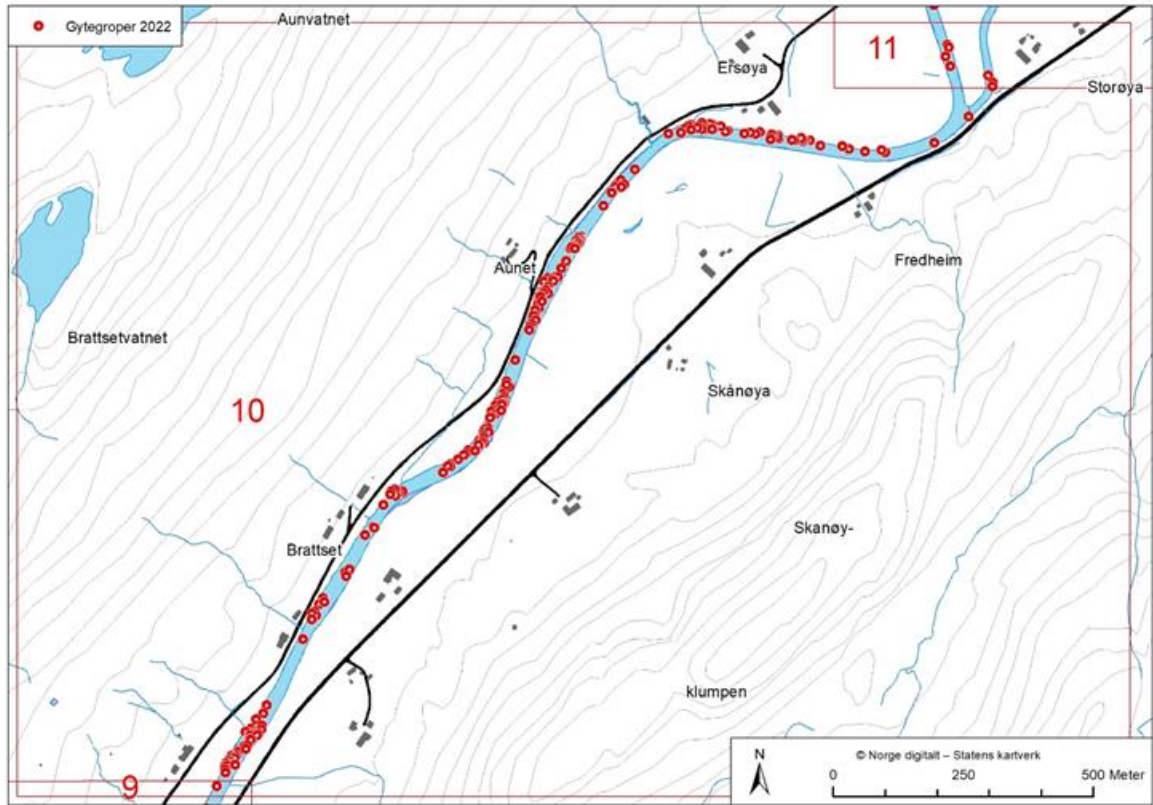 Gytegroper 2022
Aunvatnet
11
Ersøya
Storøya
Aunet
Fredheim
Brattsetvatnet
Skånøya
10
Skanøy-
Brattset
klumpen
9
N
© Norge digitalt – Statens kartverk
0 250 500 Meter